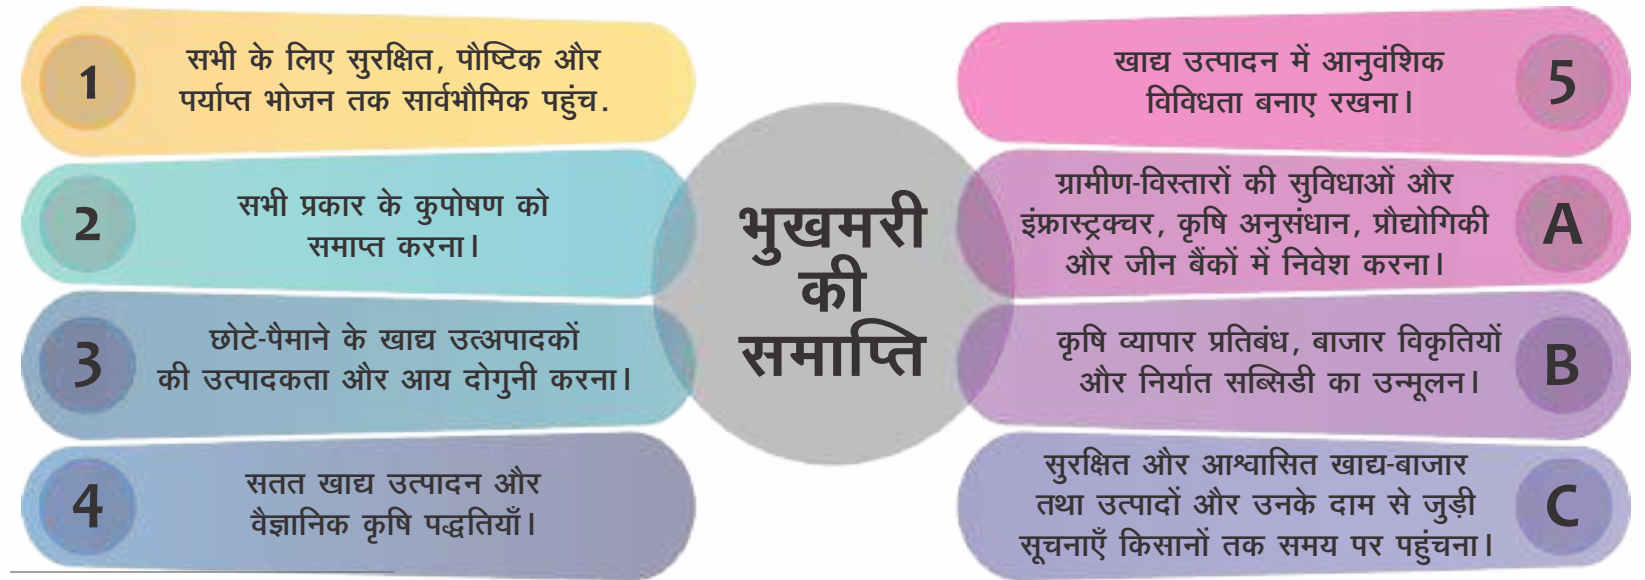 1
सभी के लिए सुरक्षित, पौष्टिक और
पर्याप्त भोजन तक सार्वभौमिक पहुंच.
2
सभी प्रकार के कुपोषण को
समाप्त करना।
3
छोटे-पैमाने के खाद्य उत्अपादकों
की उत्पादकता और आय दोगुनी करना।
4
सतत खाद्य उत्पादन और
वैज्ञानिक कृषि पद्धतियाँ।
भुखमरी
की
समाप्ति
खाद्य उत्पादन में आनुवंशिक
विविधता बनाए रखना।
5
ग्रामीण-विस्तारों की सुविधाओं और
इंफ्रास्ट्रक्चर, कृषि अनुसंधान, प्रौद्योगिकी
और जीन बैंकों में निवेश करना।
A
कृषि व्यापार प्रतिबंध, बाजार विकृतियों
और निर्यात सब्सिडी का उन्मूलन।
B
सुरक्षित और आश्वासित खाद्य-बाजार
तथा उत्पादों और उनके दाम से जुड़ी
सूचनाएँ किसानों तक समय पर पहुंचना।
C